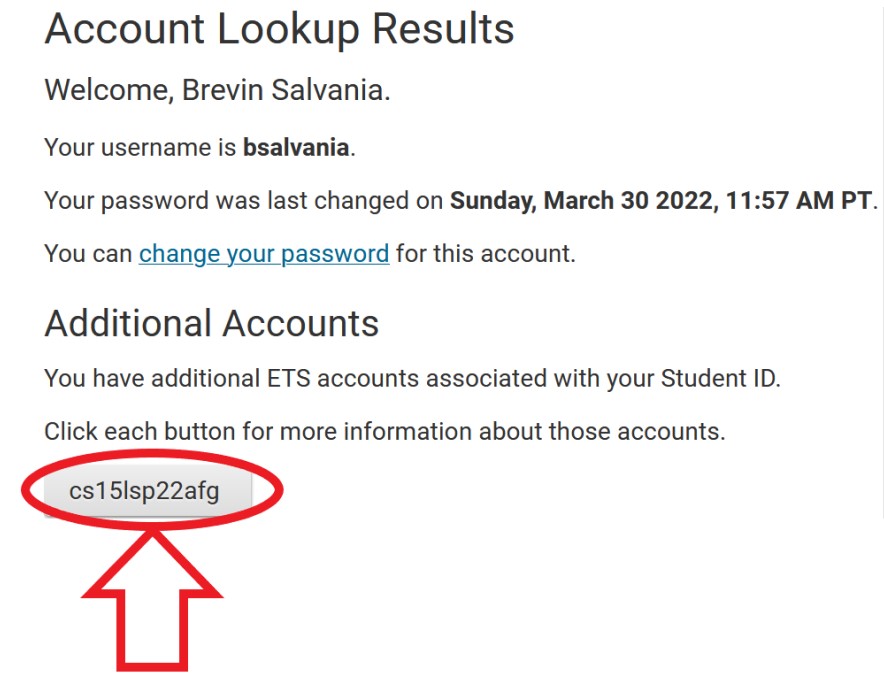 Account Lookup Results
Welcome, Brevin Salvania.
Your username is bsalvania.
Your password was last changed on Sunday, March 30 2022, 11:57 AM PT.
You can change your password for this account.
Additional Accounts
You have additional ETS accounts associated with your Student ID.
Click each button for more information about those accounts.
cs15lsp22afg